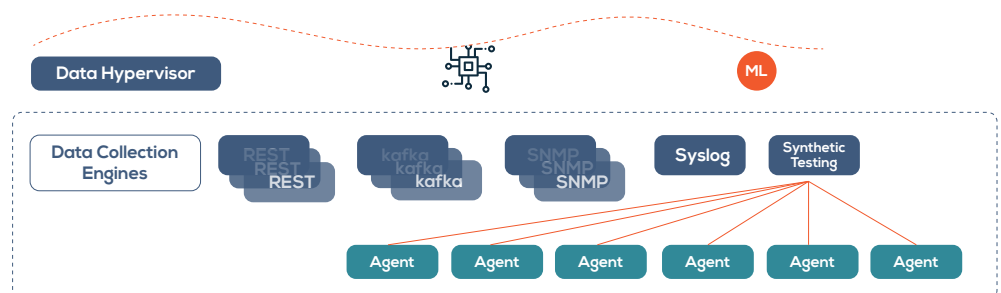 Data Hypervisor
ML
Data Collection
Engines
REST
REST
REST
kafka
kafka
kafka
SNMP
SNMP
SNMP
Syslog
Synthetic
Testing
Agent
Agent
Agent
Agent
Agent
Agent